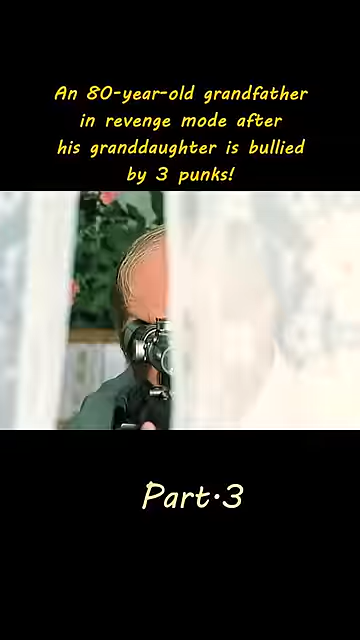 An 80-year-old grandfather
in revenge mode after
his granddaughter is bullied
by 3 punks!
Part.3